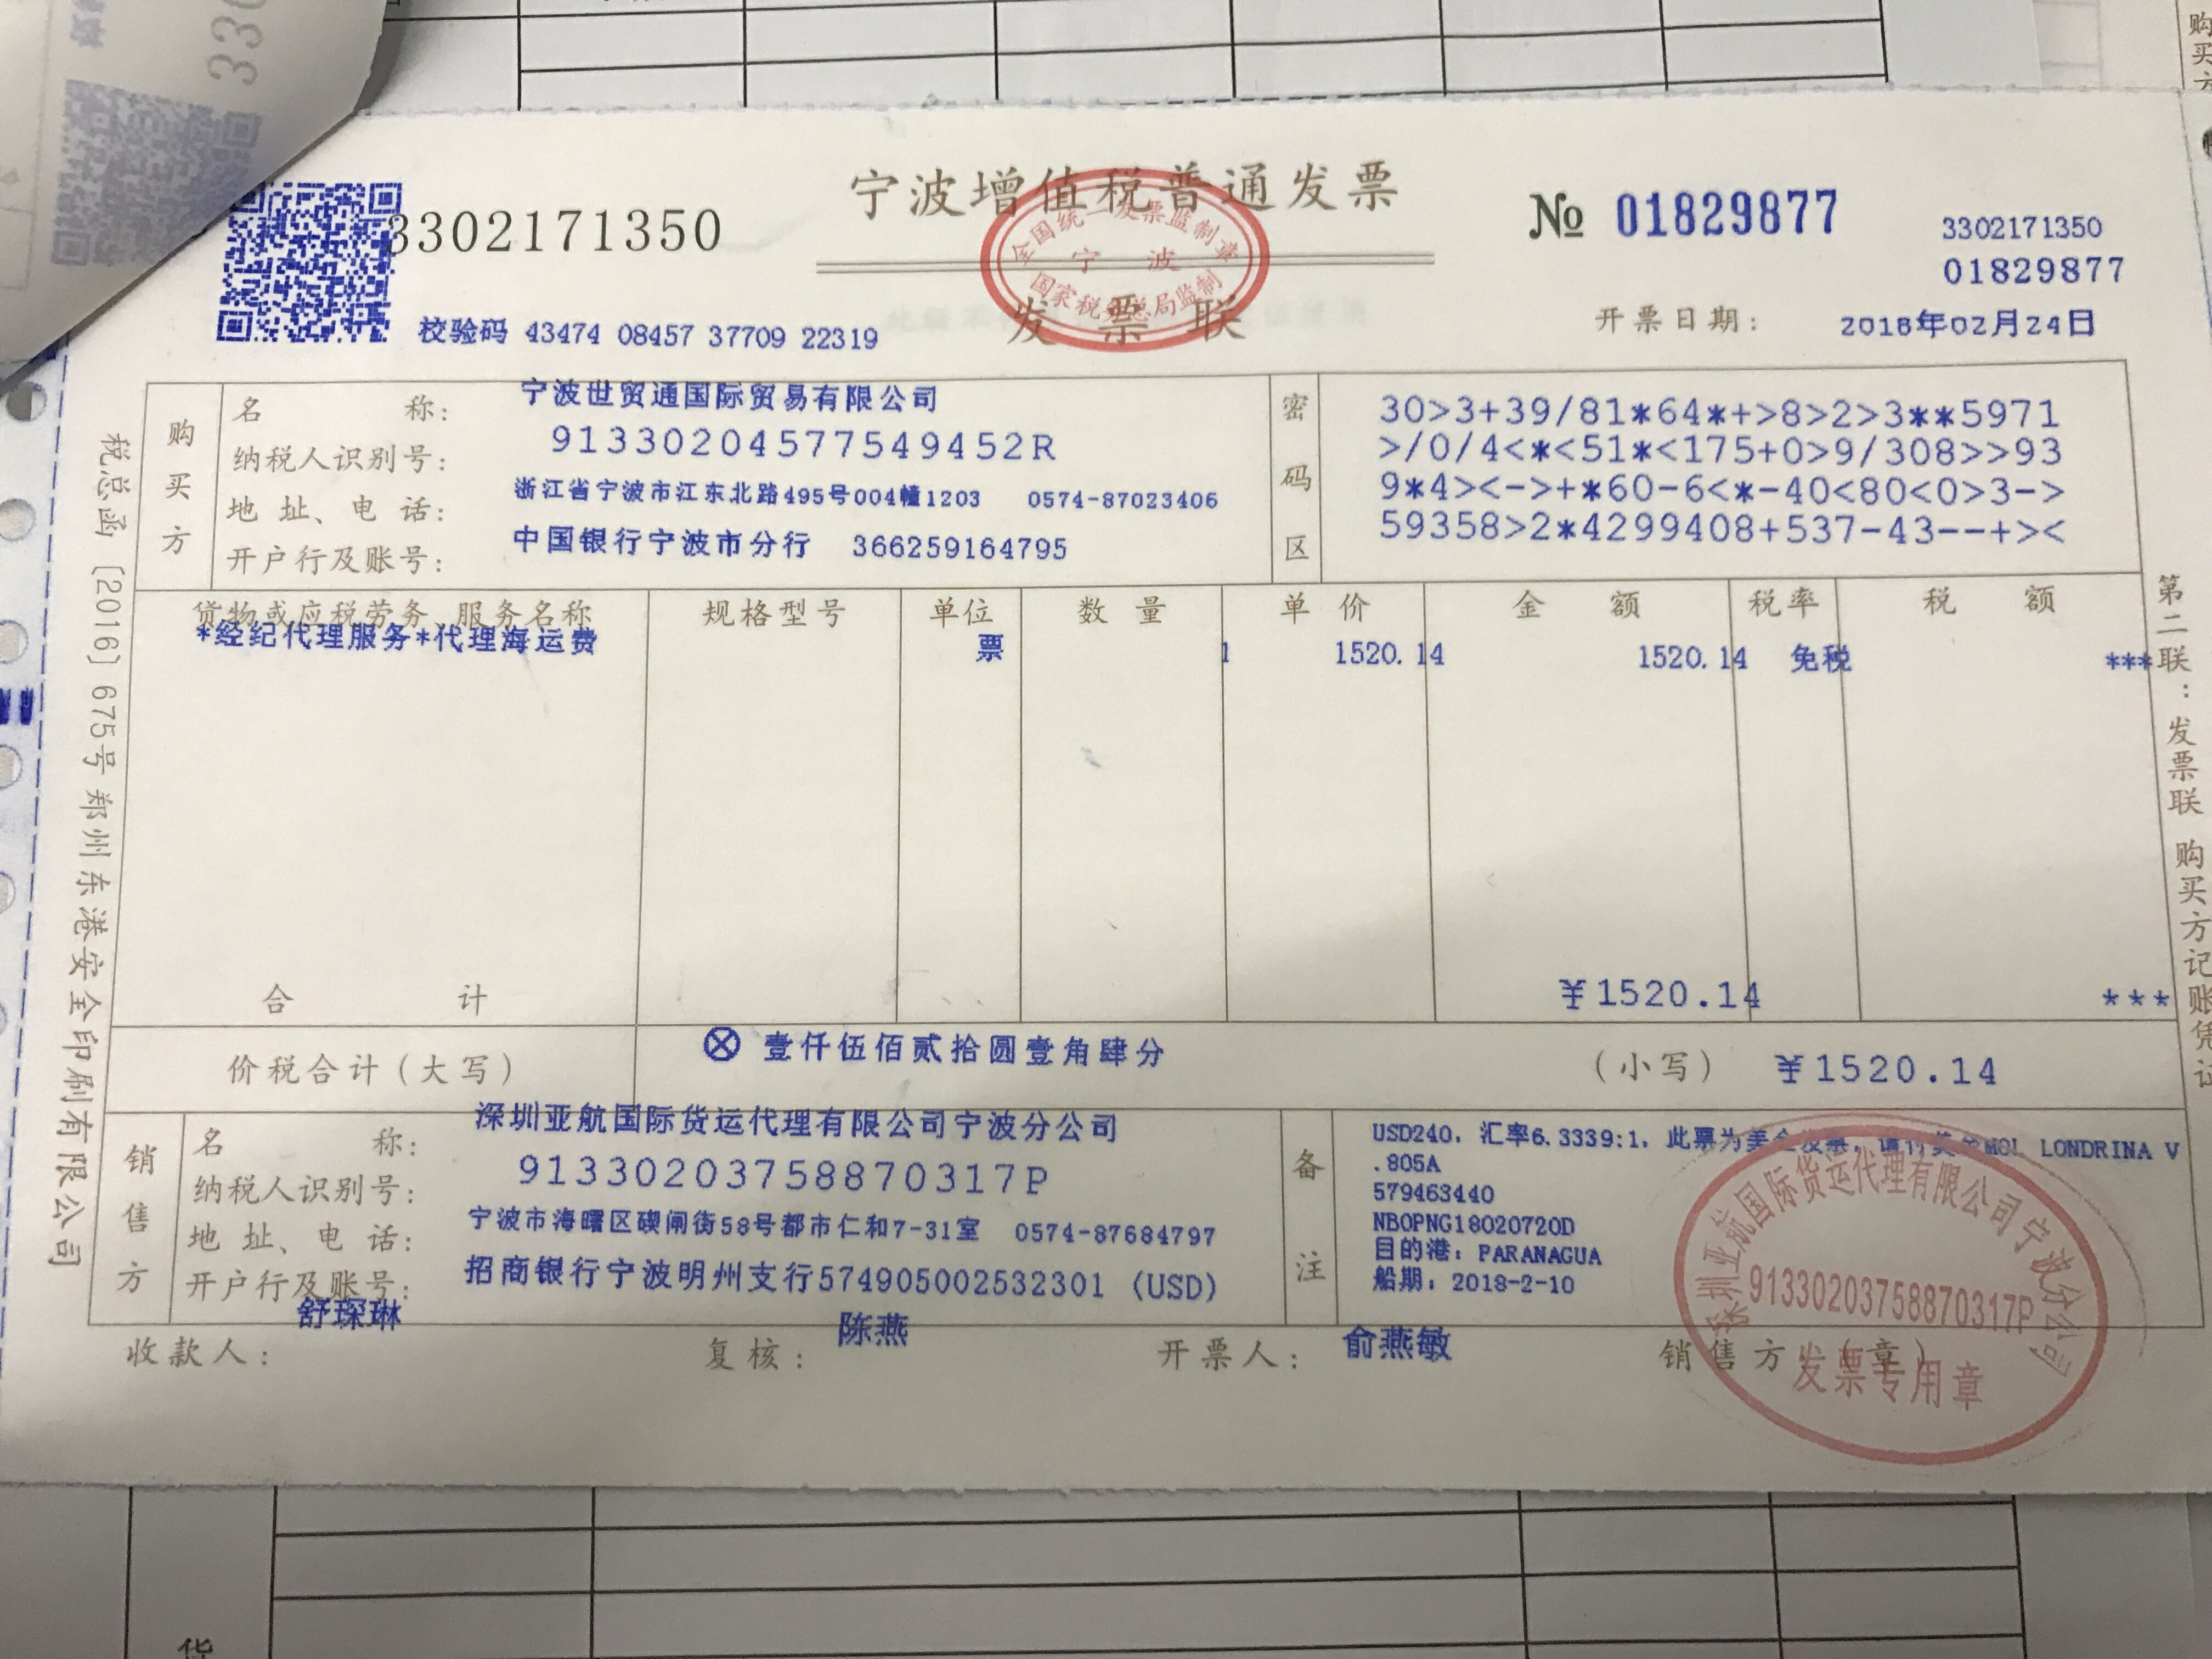 宁波增值税普通发票
3302171350
№ 01829877
3302171350
01829877
全国统一发票监制章
宁波
国家税务总局监制
发票联
校验码 43474 08457 37709 22319
开票日期: 2018年02月24日
购买方
名称: 宁波世贸通国际贸易有限公司
纳税人识别号: 91330204577549452R
地址、电话: 浙江省宁波市江东北路495号004幢1203 0574-87023406
开户行及账号: 中国银行宁波市分行 366259164795
密码区
30>3+39/81*64*+>8>2>3**5971
>/0/4<*<51*<175+0>9/308>>93
9*4><->+*60-6<*-40<80<0>3->
59358>2*4299408+537-43--+><
货物或应税劳务、服务名称 规格型号 单位 数量 单价 金额 税率 税额
*经纪代理服务*代理海运费 票 1 1520.14 1520.14 免税 ***
合计 ¥1520.14 ***
价税合计(大写) ⊗ 壹仟伍佰贰拾圆壹角肆分 (小写) ¥1520.14
销售方
名称: 深圳亚航国际货运代理有限公司宁波分公司
纳税人识别号: 91330203758870317P
地址、电话: 宁波市海曙区碶闸街58号都市仁和7-31室 0574-87684797
开户行及账号: 招商银行宁波明州支行574905002532301 (USD)
备注
USD240, 汇率6.3339:1, 此票为美金发票, 请付美金MOL LONDRINA V
.805A
579463440
NBOPNG18020720D
目的港: PARANAGUA
船期: 2018-2-10
收款人: 舒琛琳 复核: 陈燕 开票人: 俞燕敏 销售方:(章)
深圳亚航国际货运代理有限公司宁波分公司
91330203758870317P
发票专用章
税总函〔2016〕675号郑州东港安全印刷有限公司
第二联:发票联 购买方记账凭证
330
购买方
货